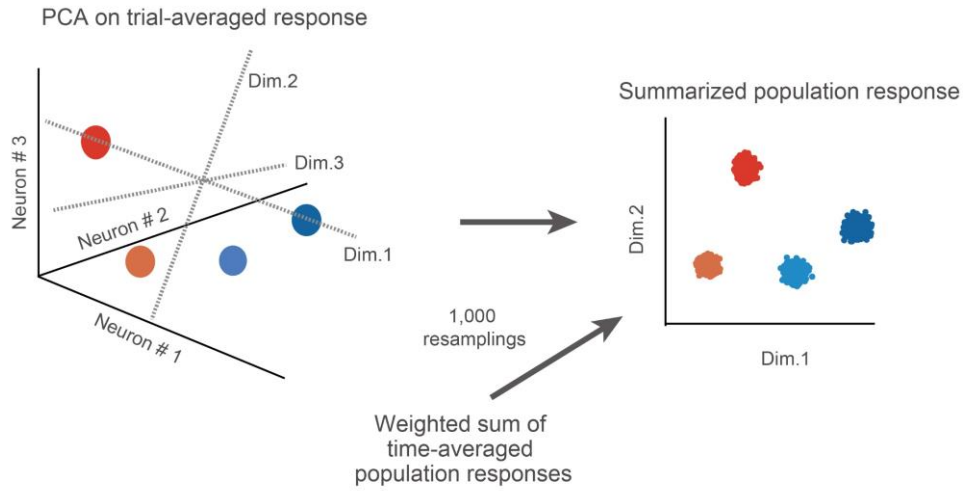 PCA on trial-averaged response
Dim.2
Neuron # 3
Dim.3
Neuron # 2
Dim.1
Neuron # 1
1,000
resamplings
Weighted sum of
time-averaged
population responses
Summarized population response
Dim.2
Dim.1